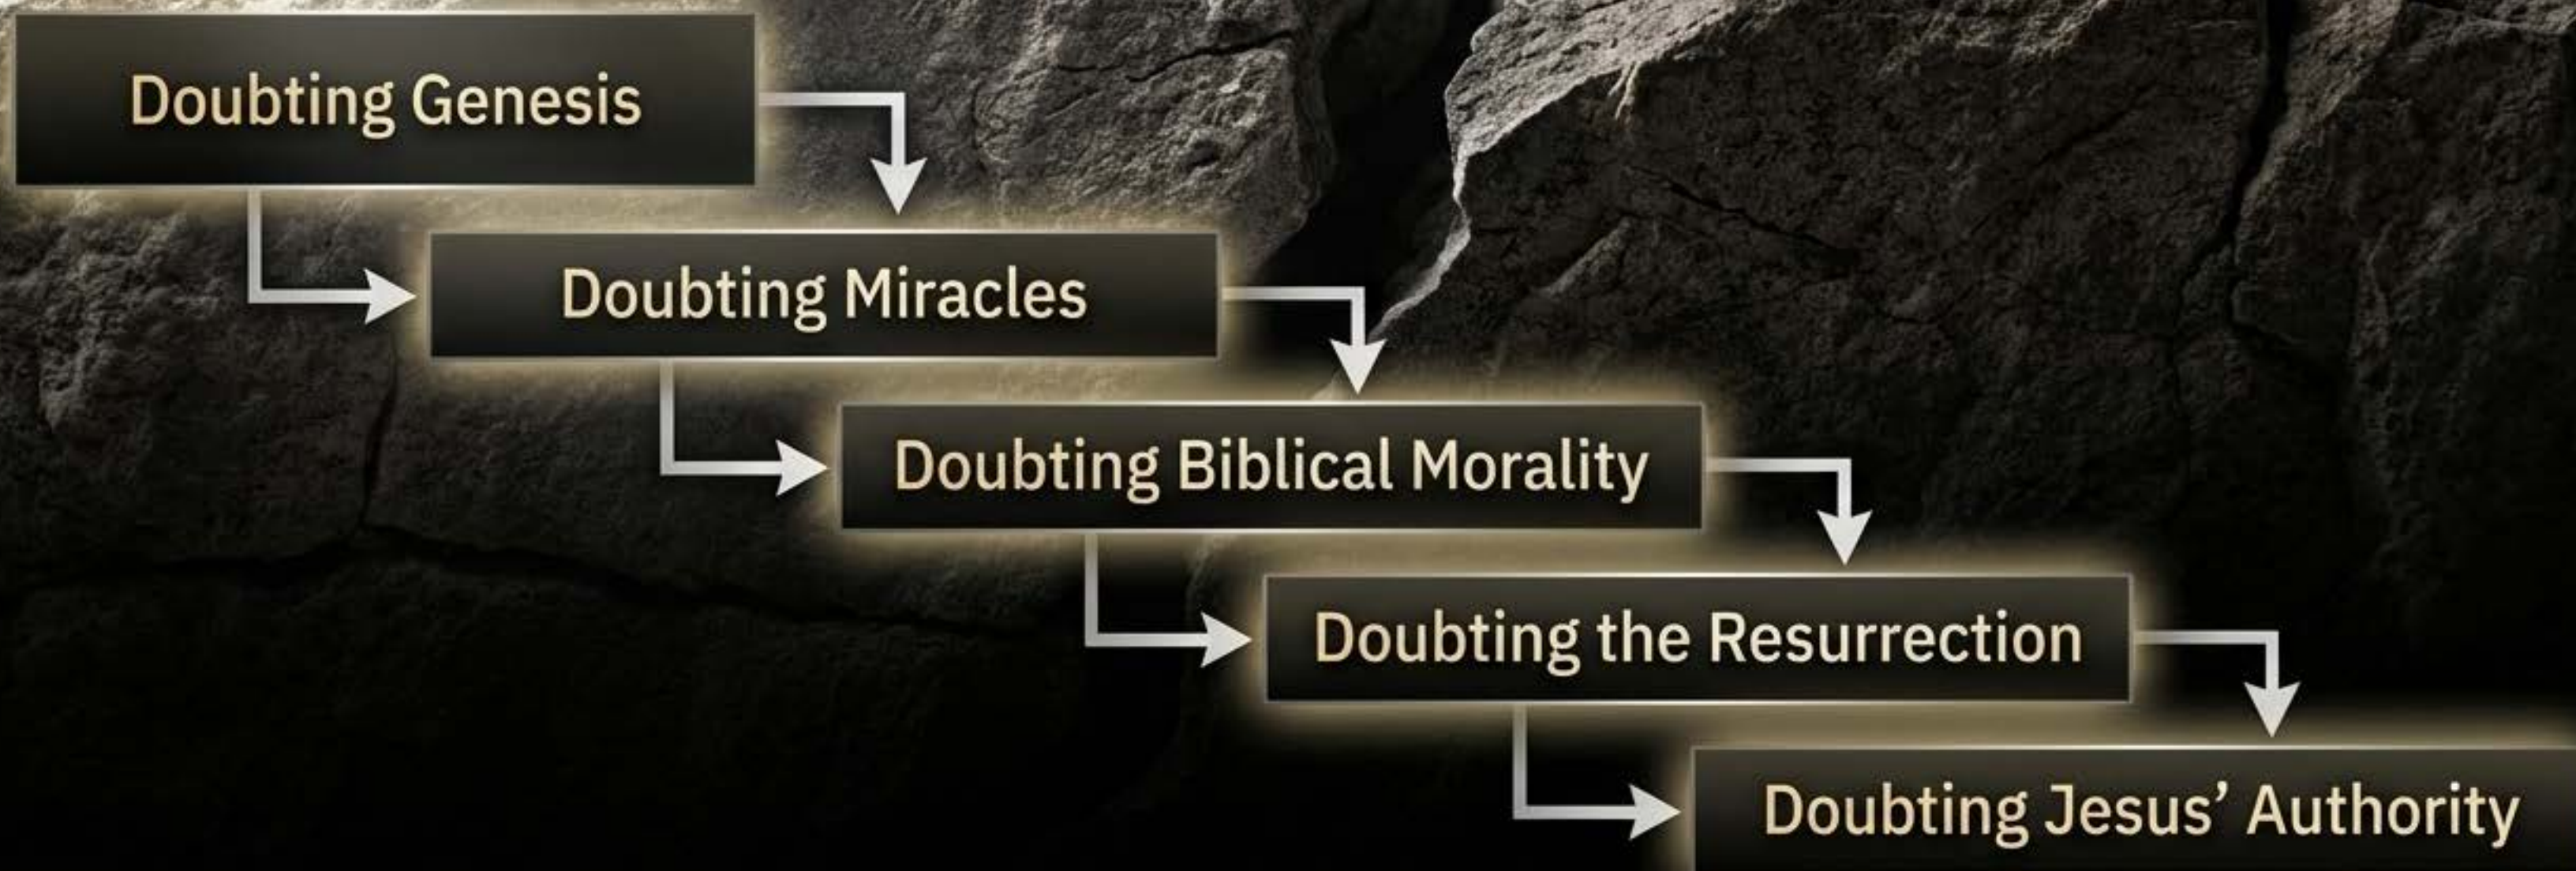 Doubting Genesis
Doubting Miracles
Doubting Biblical Morality
Doubting the Resurrection
Doubting Jesus’ Authority